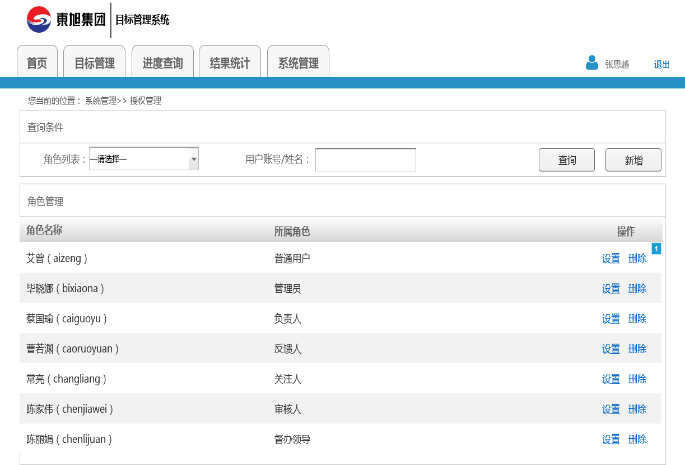 東旭集团 目标管理系统
首页 目标管理 进度查询 结果统计 系统管理
张思越 退出
您当前的位置： 系统管理>> 授权管理
查询条件
角色列表： —请选择— 用户账号/姓名： 查询 新增
角色管理
角色名称 所属角色 操作
1
艾曾 ( aizeng ) 普通用户 设置 删除
毕晓娜 ( bixiaona ) 管理员 设置 删除
蔡国瑜 ( caiguoyu ) 负责人 设置 删除
曹若渊 ( caoruoyuan ) 反馈人 设置 删除
常亮 ( changliang ) 关注人 设置 删除
陈家伟 ( chenjiawei ) 审核人 设置 删除
陈丽娟 ( chenlijuan ) 督办领导 设置 删除